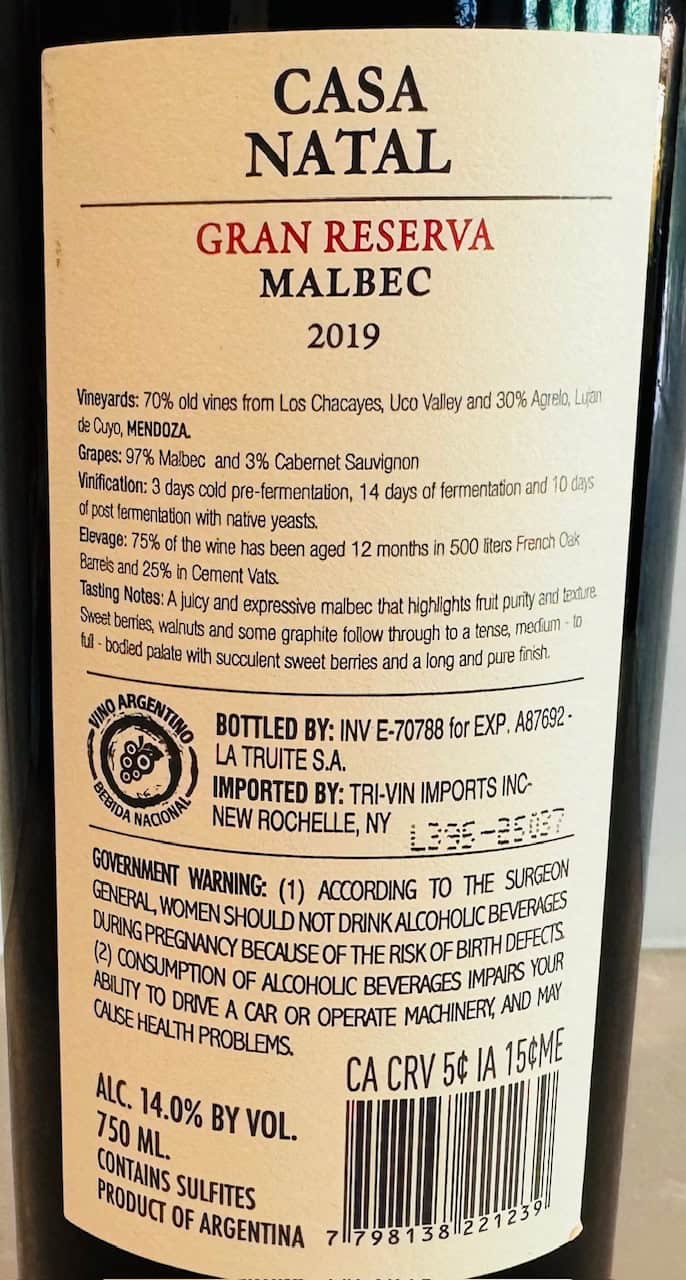 CASA
NATAL
GRAN RESERVA
MALBEC
2019
Vineyards: 70% old vines from Los Chacayes, Uco Valley and 30% Agrelo, Lujan
de Cuyo, MENDOZA.
Grapes: 97% Malbec and 3% Cabernet Sauvignon
Vinification: 3 days cold pre-fermentation, 14 days of fermentation and 10 days
of post fermentation with native yeasts.
Elevage: 75% of the wine has been aged 12 months in 500 liters French Oak
Barrels and 25% in Cement Vats.
Tasting Notes: A juicy and expressive malbec that highlights fruit purity and texture.
Sweet berries, walnuts and some graphite follow through to a tense, medium - to
full - bodied palate with succulent sweet berries and a long and pure finish.
VINO ARGENTINO
BEBIDA NACIONAL
BOTTLED BY: INV E-70788 for EXP. A87692 -
LA TRUITE S.A.
IMPORTED BY: TRI-VIN IMPORTS INC-
NEW ROCHELLE, NY
GOVERNMENT WARNING: (1) ACCORDING TO THE SURGEON
GENERAL, WOMEN SHOULD NOT DRINK ALCOHOLIC BEVERAGES
DURING PREGNANCY BECAUSE OF THE RISK OF BIRTH DEFECTS.
(2) CONSUMPTION OF ALCOHOLIC BEVERAGES IMPAIRS YOUR
ABILITY TO DRIVE A CAR OR OPERATE MACHINERY, AND MAY
CAUSE HEALTH PROBLEMS.
CA CRV 5¢ IA 15¢ME
ALC. 14.0% BY VOL.
750 ML.
CONTAINS SULFITES
PRODUCT OF ARGENTINA
7 798138 221239